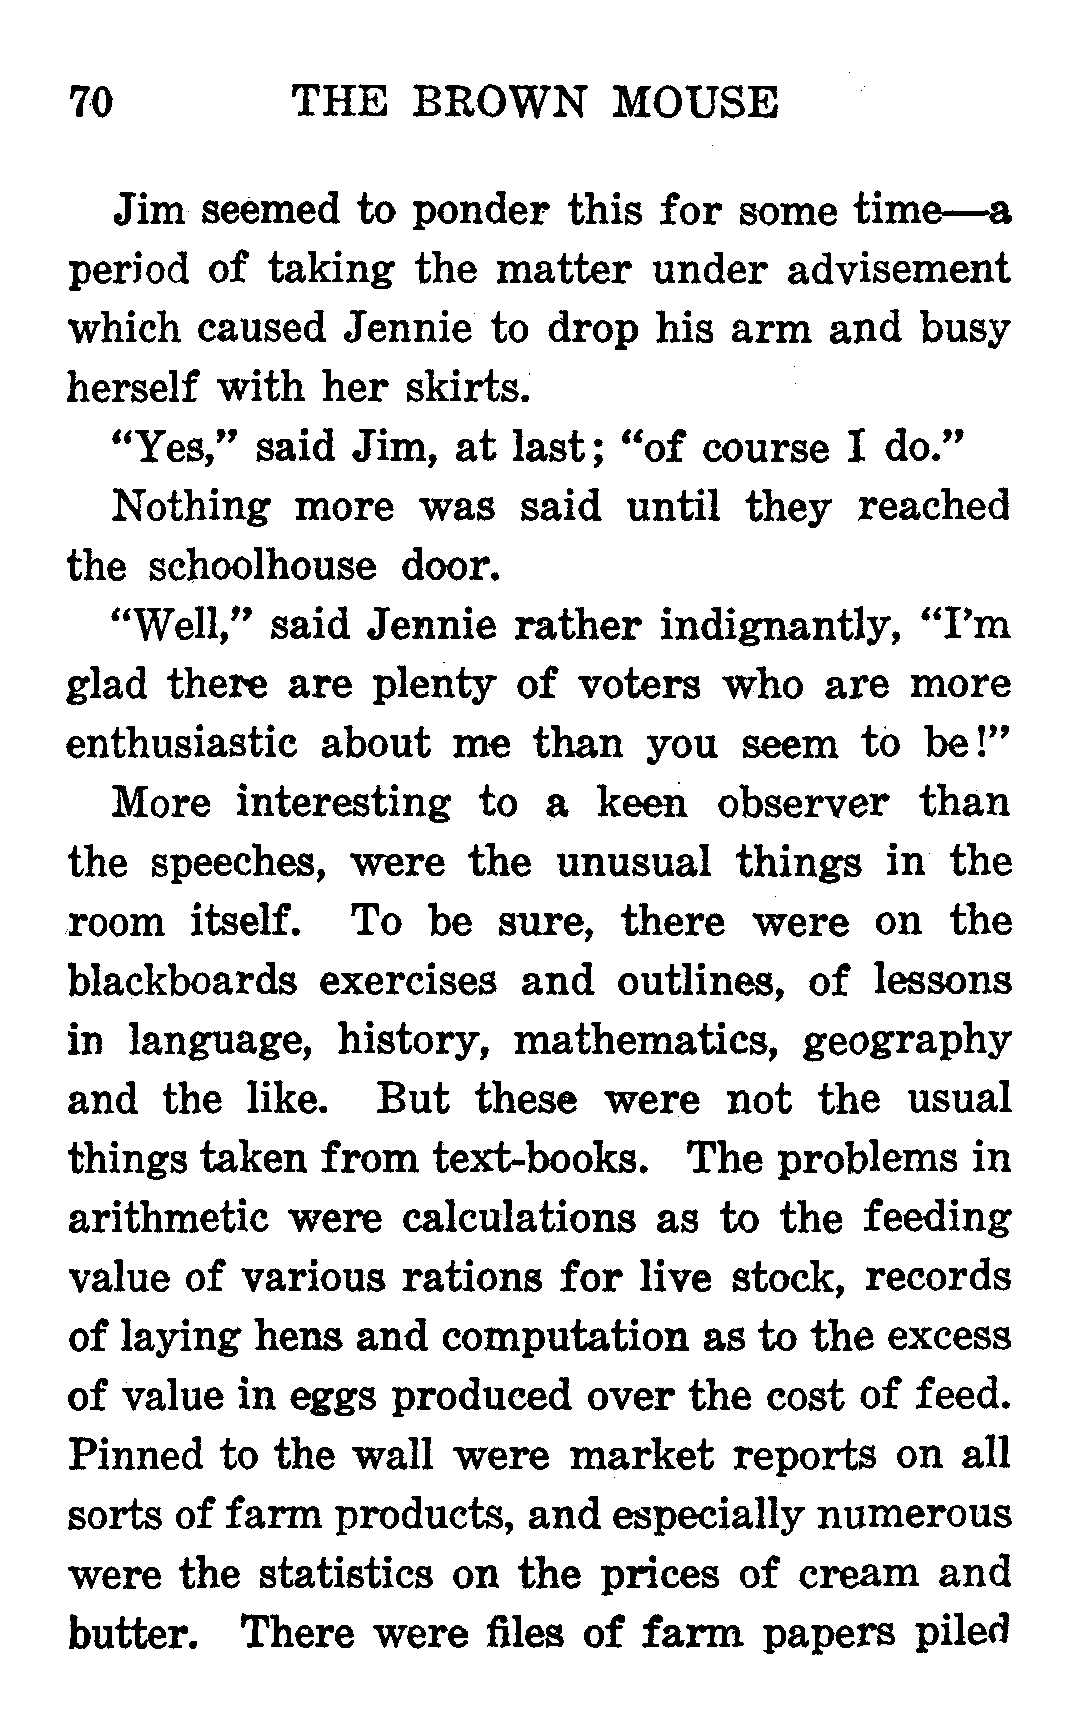 70 THE BROWN MOUSE
Jim seemed to ponder this for some time—a
period of taking the matter under advisement
which caused Jennie to drop his arm and busy
herself with her skirts.
“Yes,” said Jim, at last; “of course I do.”
Nothing more was said until they reached
the schoolhouse door.
“Well,” said Jennie rather indignantly, “I’m
glad there are plenty of voters who are more
enthusiastic about me than you seem to be!”
More interesting to a keen observer than
the speeches, were the unusual things in the
room itself. To be sure, there were on the
blackboards exercises and outlines, of lessons
in language, history, mathematics, geography
and the like. But these were not the usual
things taken from text-books. The problems in
arithmetic were calculations as to the feeding
value of various rations for live stock, records
of laying hens and computation as to the excess
of value in eggs produced over the cost of feed.
Pinned to the wall were market reports on all
sorts of farm products, and especially numerous
were the statistics on the prices of cream and
butter. There were files of farm papers piled